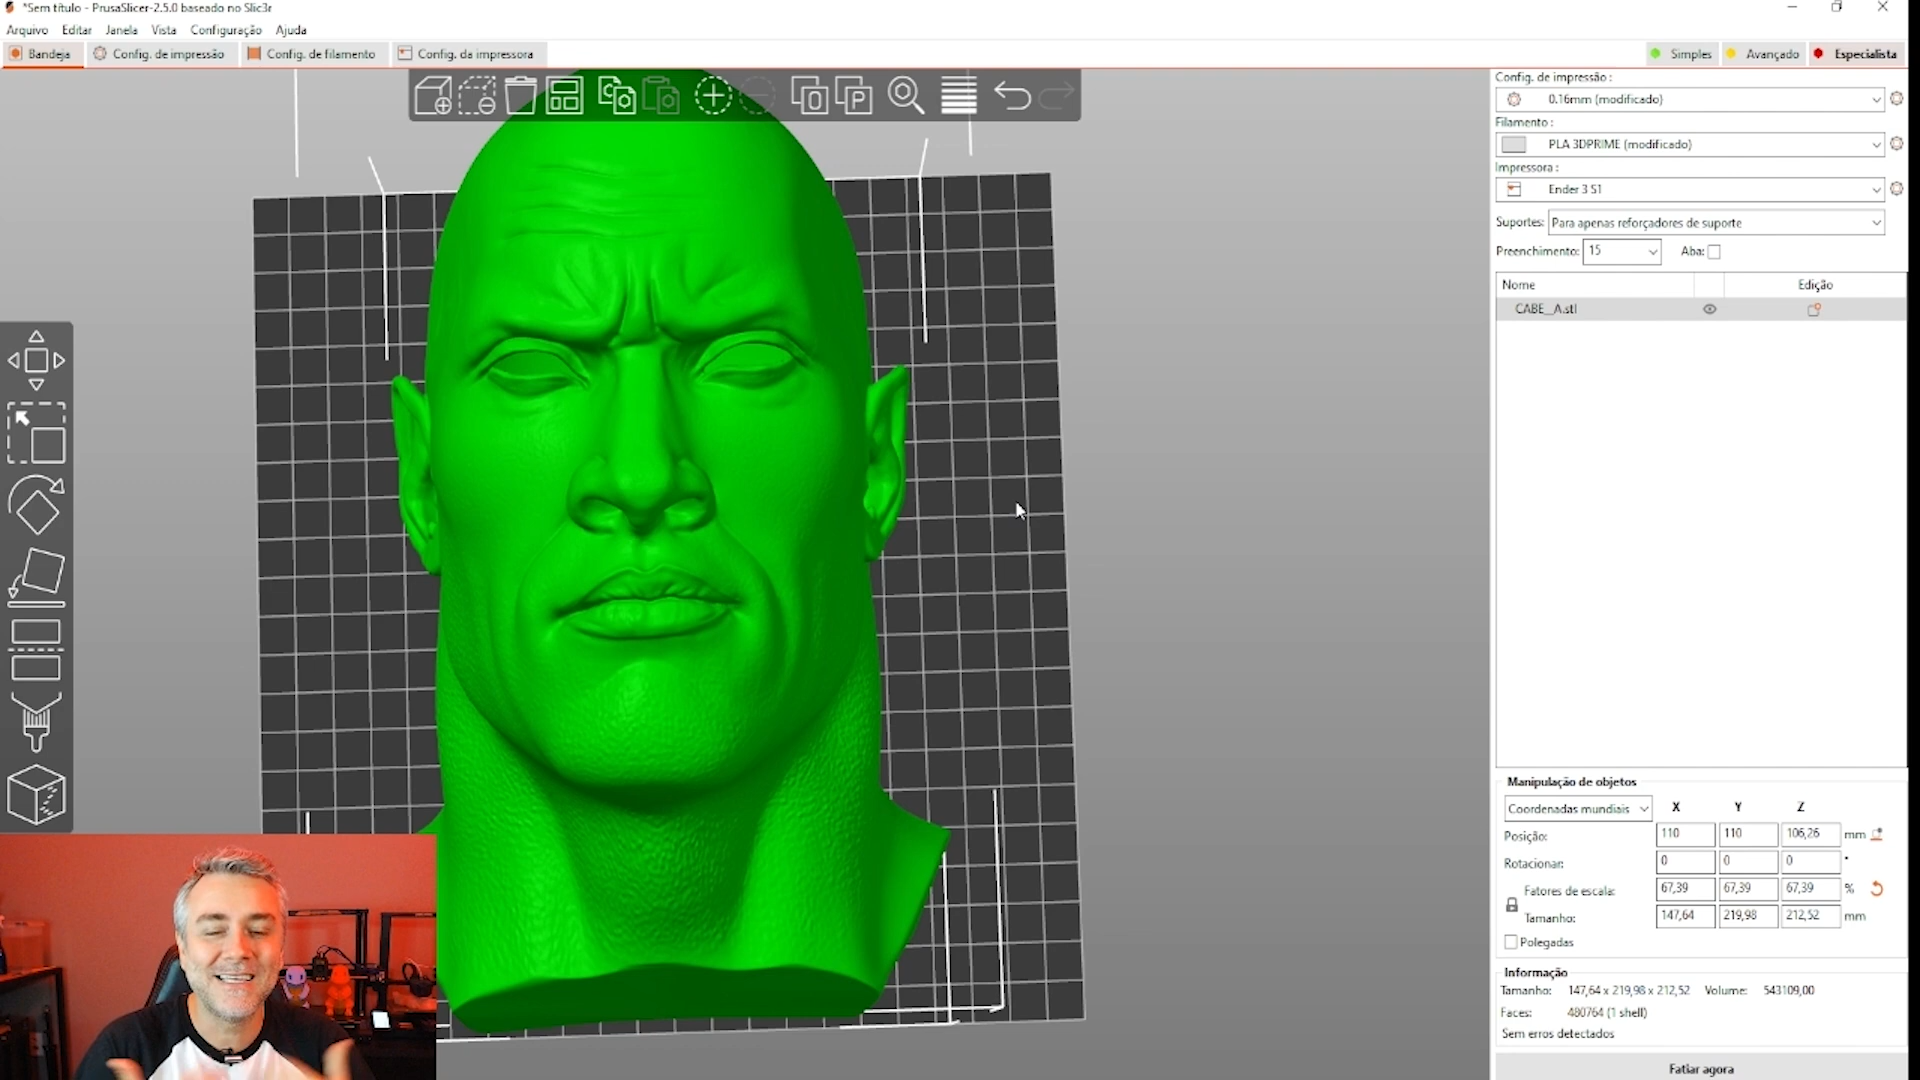 *Sem título - PrusaSlicer-2.5.0 baseado no Slic3r
Arquivo Editar Janela Vista Configuração Ajuda
Bandeja Config. de impressão Config. de filamento Config. da impressora
Simples Avançado Especialista
Config. de impressão :
0.16mm (modificado)
Filamento :
PLA 3DPRIME (modificado)
Impressora :
Ender 3 S1
Suportes: Para apenas reforçadores de suporte
Preenchimento: 15 Aba:
Nome Edição
CABE__A.stl
Manipulação de objetos
Coordenadas mundiais X Y Z
Posição: 110 110 106,26 mm
Rotacionar: 0 0 0 °
Fatores de escala: 67,39 67,39 67,39 %
Tamanho: 147,64 219,98 212,52 mm
Polegadas
Informação
Tamanho: 147,64 x 219,98 x 212,52 Volume: 543109,00
Faces: 480764 (1 shell)
Sem erros detectados
Fatiar agora